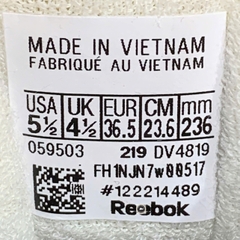 MADE IN VIETNAM
FABRIQUÉ AU VIETNAM
USA UK EUR CM mm
5½ 4½ 36.5 23.6 236
059503 219 DV4819
FH1NJN7W00517
#122214489
Reebok